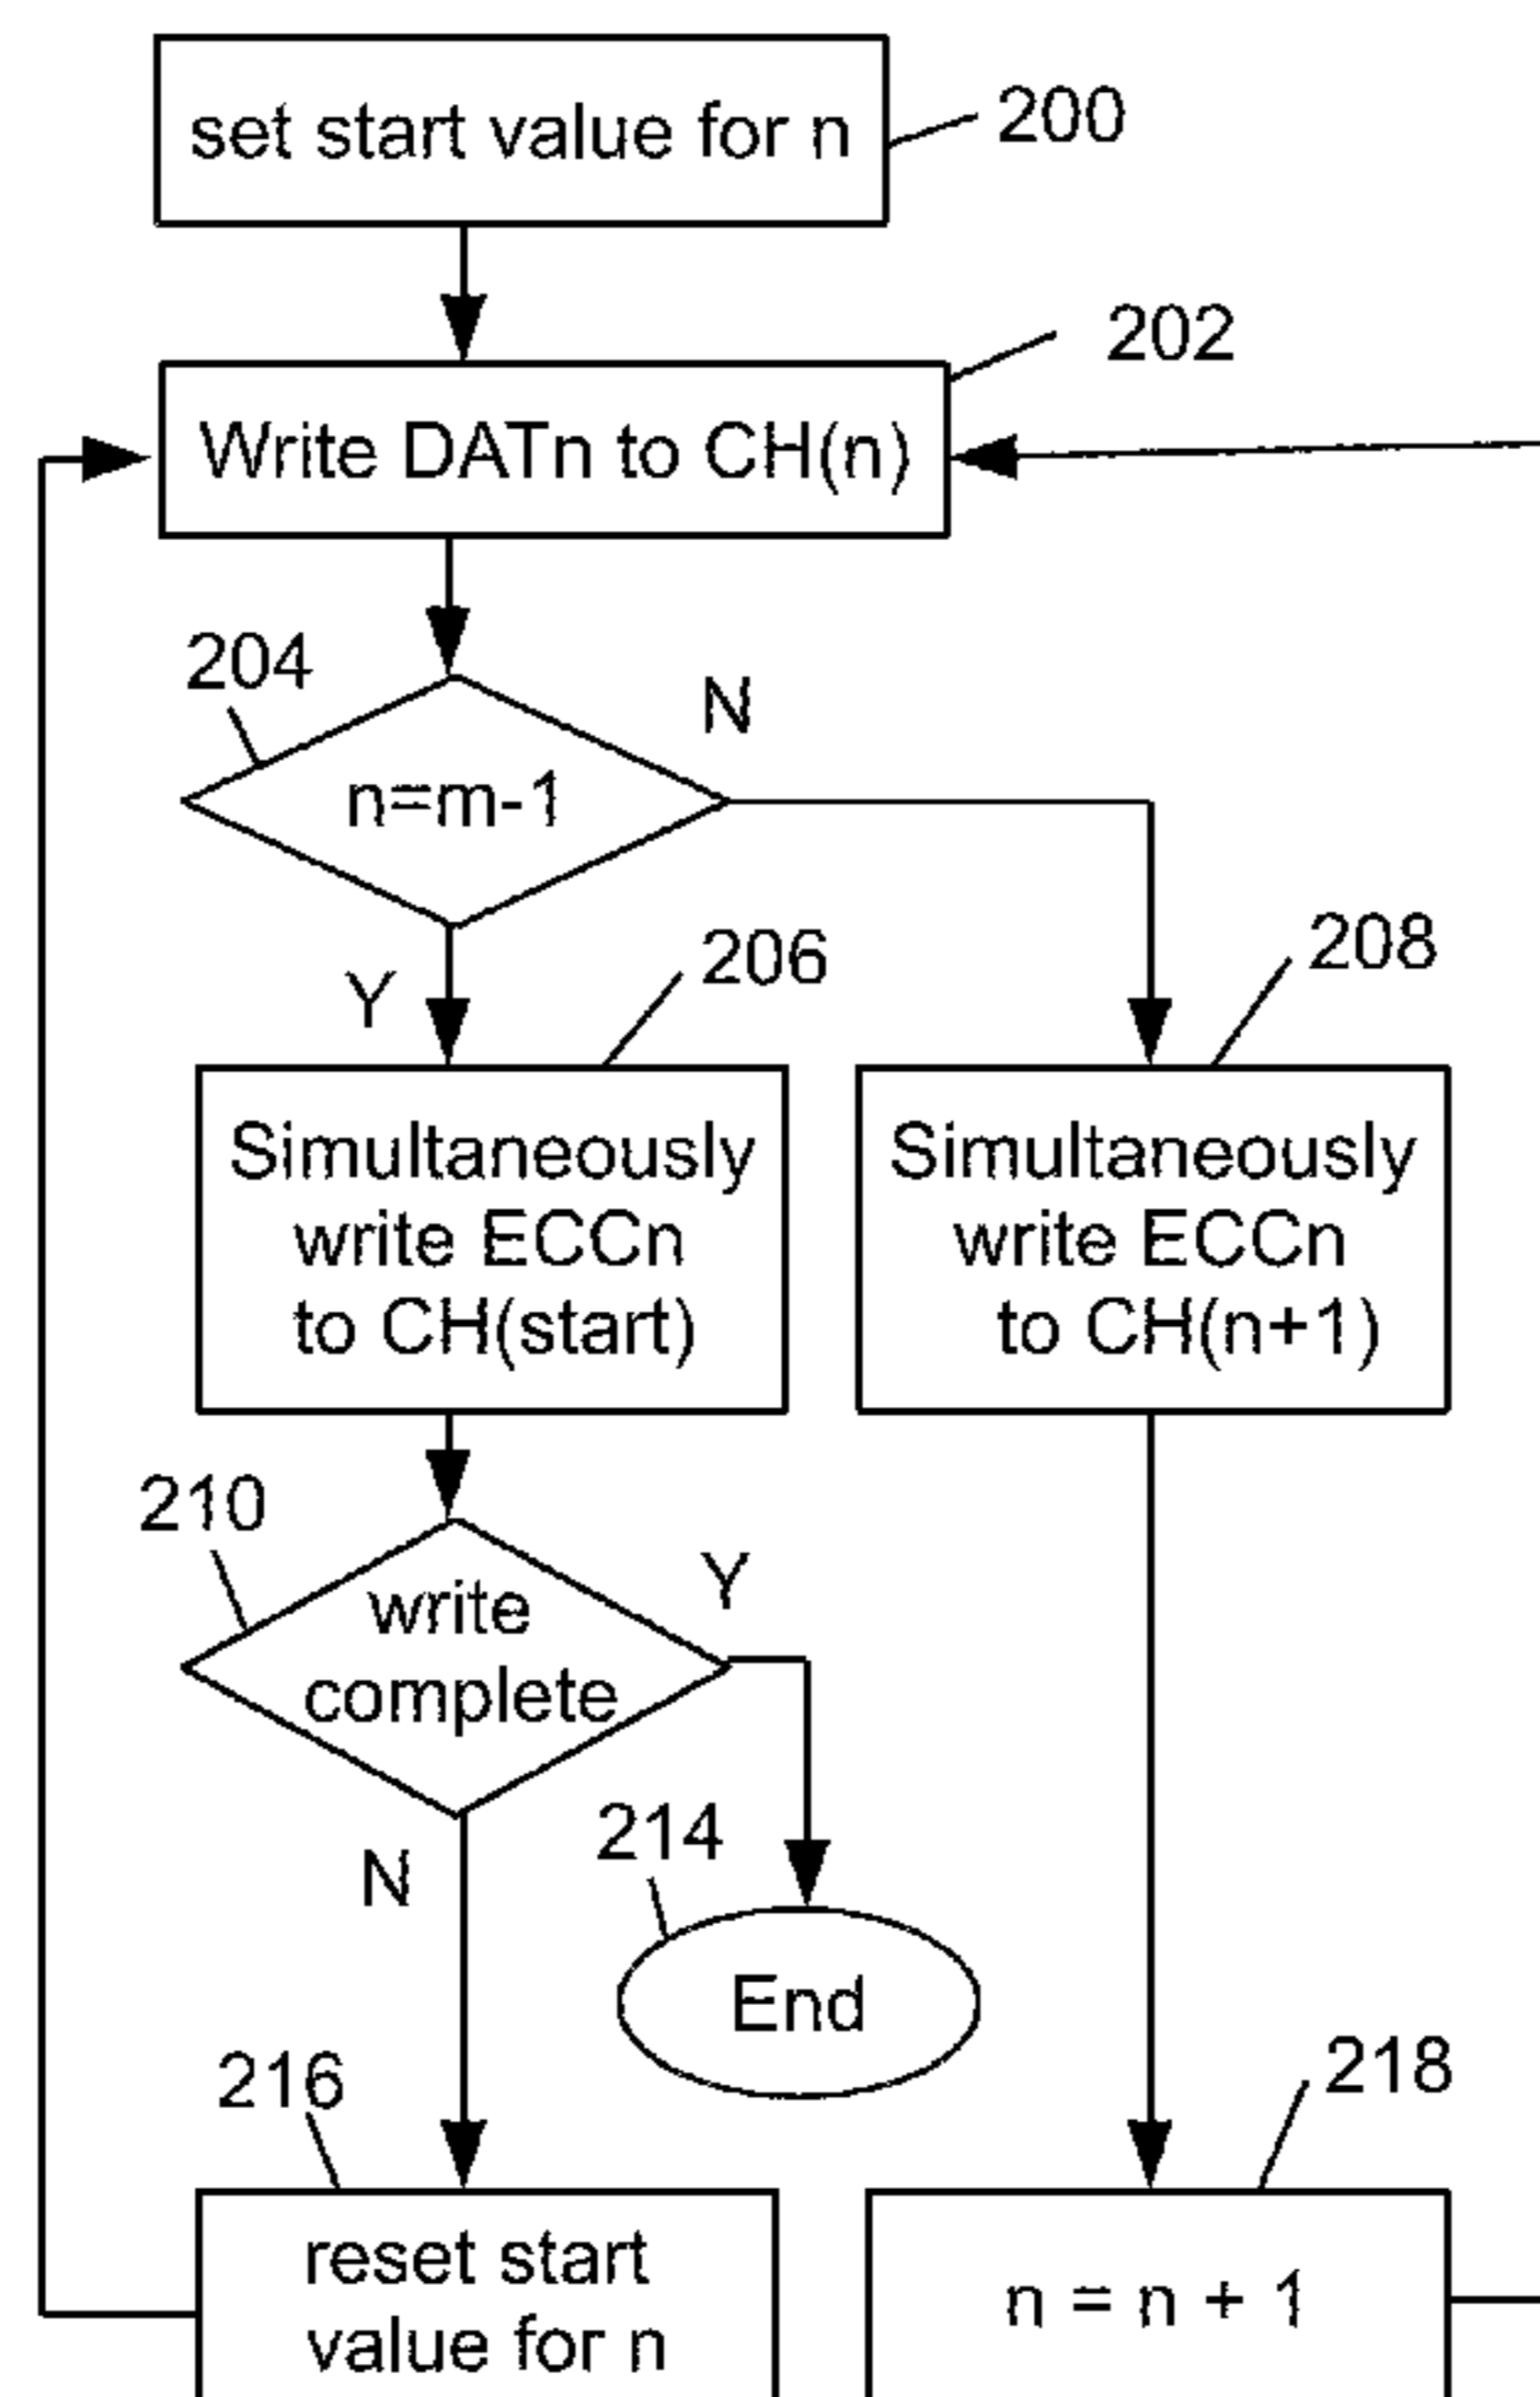 set start value for n
200
202
Write DATn to CH(n)
204
N
n=m-1
Y
206
208
Simultaneously
write ECCn
to CH(start)
Simultaneously
write ECCn
to CH(n+1)
210
Y
write
complete
N
214
End
216
218
reset start
value for n
n = n + 1